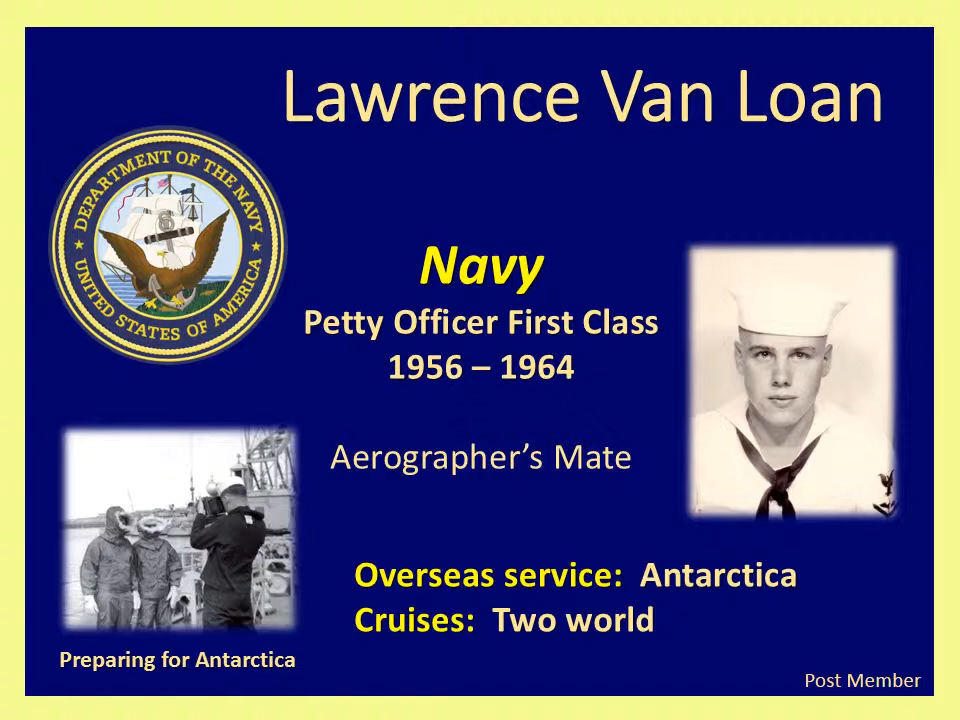 Lawrence Van Loan
DEPARTMENT OF THE NAVY
UNITED STATES OF AMERICA
Navy
Petty Officer First Class
1956 – 1964
Aerographer’s Mate
Overseas service: Antarctica
Cruises: Two world
Preparing for Antarctica
Post Member